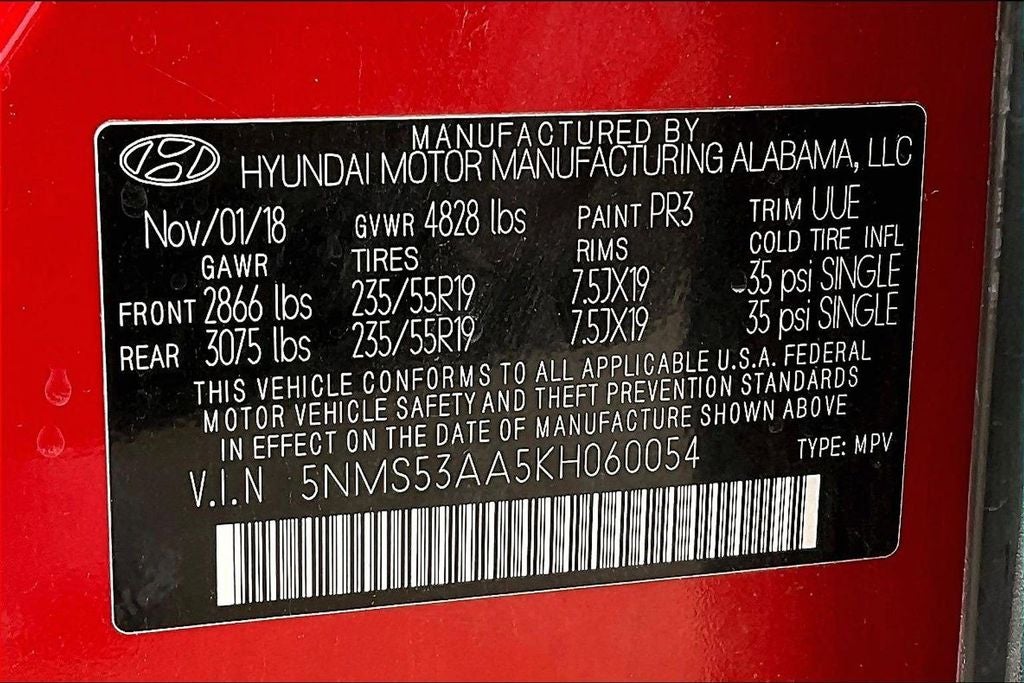 MANUFACTURED BY
HYUNDAI MOTOR MANUFACTURING ALABAMA, LLC
Nov/01/18 GVWR 4828 lbs PAINT PR3 TRIM UUE
GAWR TIRES RIMS COLD TIRE INFL
FRONT 2866 lbs 235/55R19 7.5JX19 35 psi SINGLE
REAR 3075 lbs 235/55R19 7.5JX19 35 psi SINGLE
THIS VEHICLE CONFORMS TO ALL APPLICABLE U.S.A. FEDERAL
MOTOR VEHICLE SAFETY AND THEFT PREVENTION STANDARDS
IN EFFECT ON THE DATE OF MANUFACTURE SHOWN ABOVE
V.I.N 5NMS53AA5KH060054 TYPE: MPV